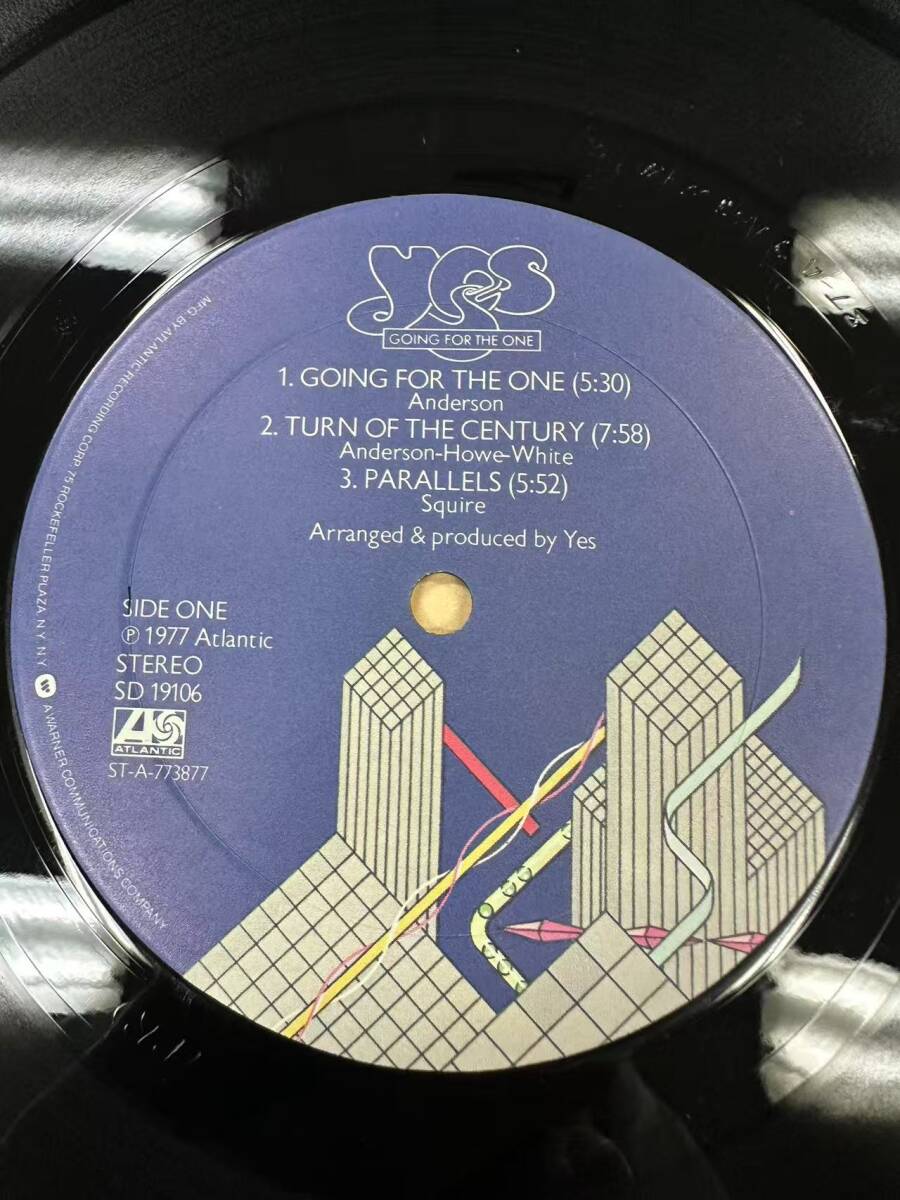 yes
GOING FOR THE ONE
1. GOING FOR THE ONE (5:30)
Anderson
2. TURN OF THE CENTURY (7:58)
Anderson-Howe-White
3. PARALLELS (5:52)
Squire
Arranged & produced by Yes
SIDE ONE
℗ 1977 Atlantic
STEREO
SD 19106
ATLANTIC
ST-A-773877
MFG. BY ATLANTIC RECORDING CORP. 75 ROCKEFELLER PLAZA. N.Y. N.Y. A WARNER COMMUNICATIONS COMPANY